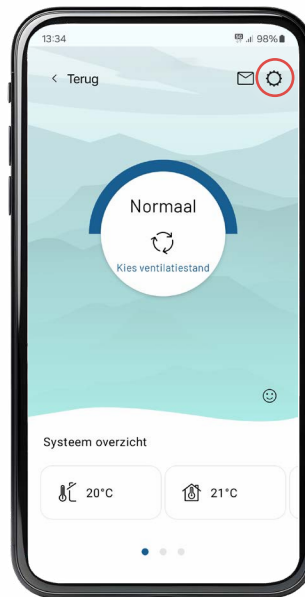 13:34
98%
< Terug
Normaal
Kies ventilatiestand
Systeem overzicht
20°C
21°C